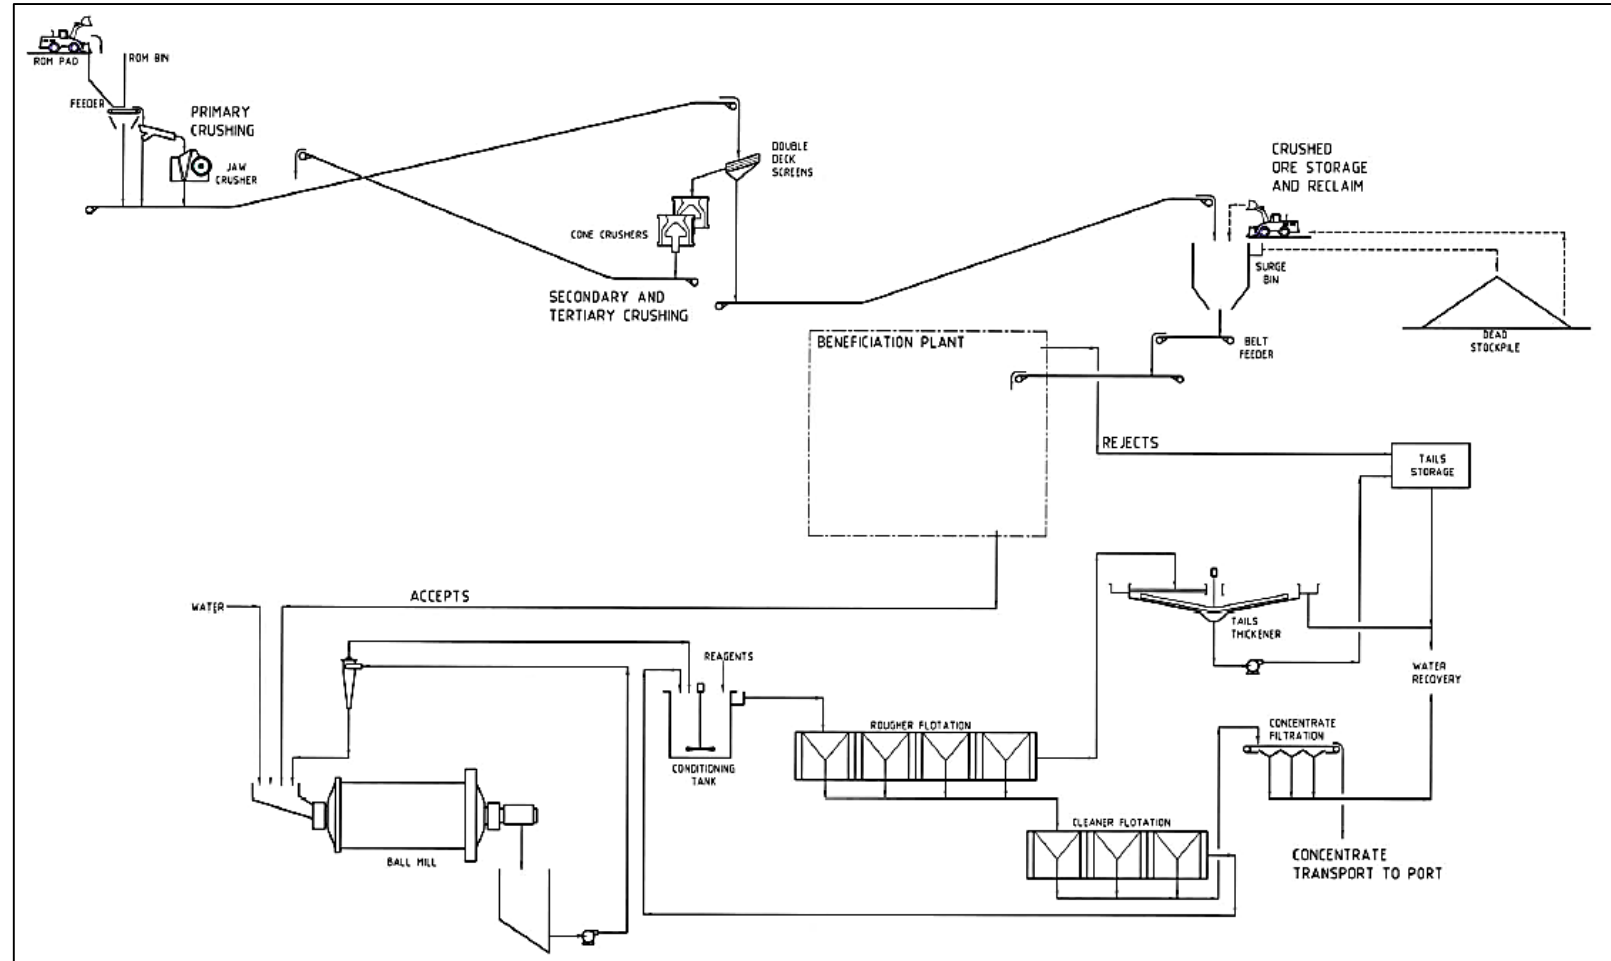 ROM PAD
ROM BIN
FEEDER
PRIMARY
CRUSHING
JAW
CRUSHER
DOUBLE
DECK
SCREENS
CONE CRUSHERS
SECONDARY AND
TERTIARY CRUSHING
CRUSHED
ORE STORAGE
AND RECLAIM
SURGE
BIN
DEAD
STOCKPILE
BELT
FEEDER
BENEFICIATION PLANT
REJECTS
TAILS
STORAGE
ACCEPTS
WATER
TAILS
THICKENER
WATER
RECOVERY
REAGENTS
CONDITIONING
TANK
ROUGHER FLOTATION
CONCENTRATE
FILTRATION
CLEANER FLOTATION
BALL MILL
CONCENTRATE
TRANSPORT TO PORT